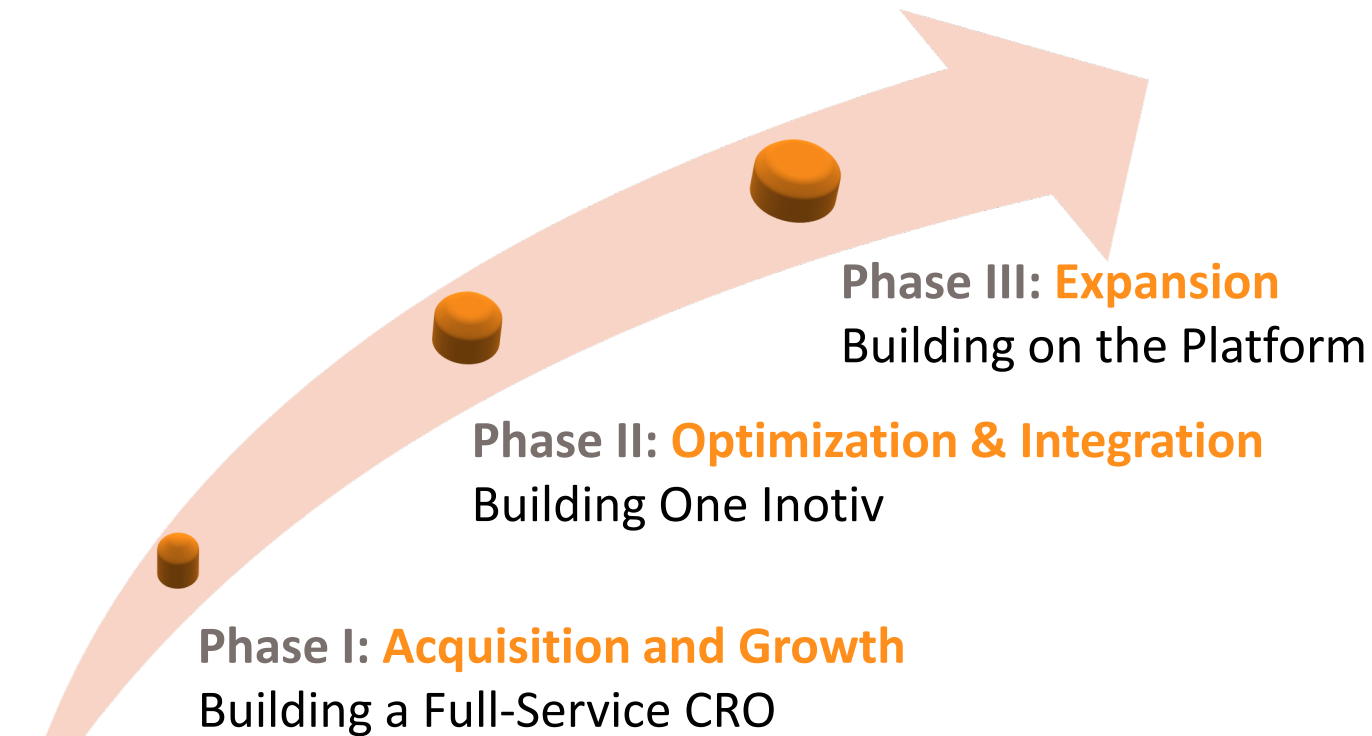 Phase III: Expansion
Building on the Platform
Phase II: Optimization & Integration
Building One Inotiv
Phase I: Acquisition and Growth
Building a Full-Service CRO